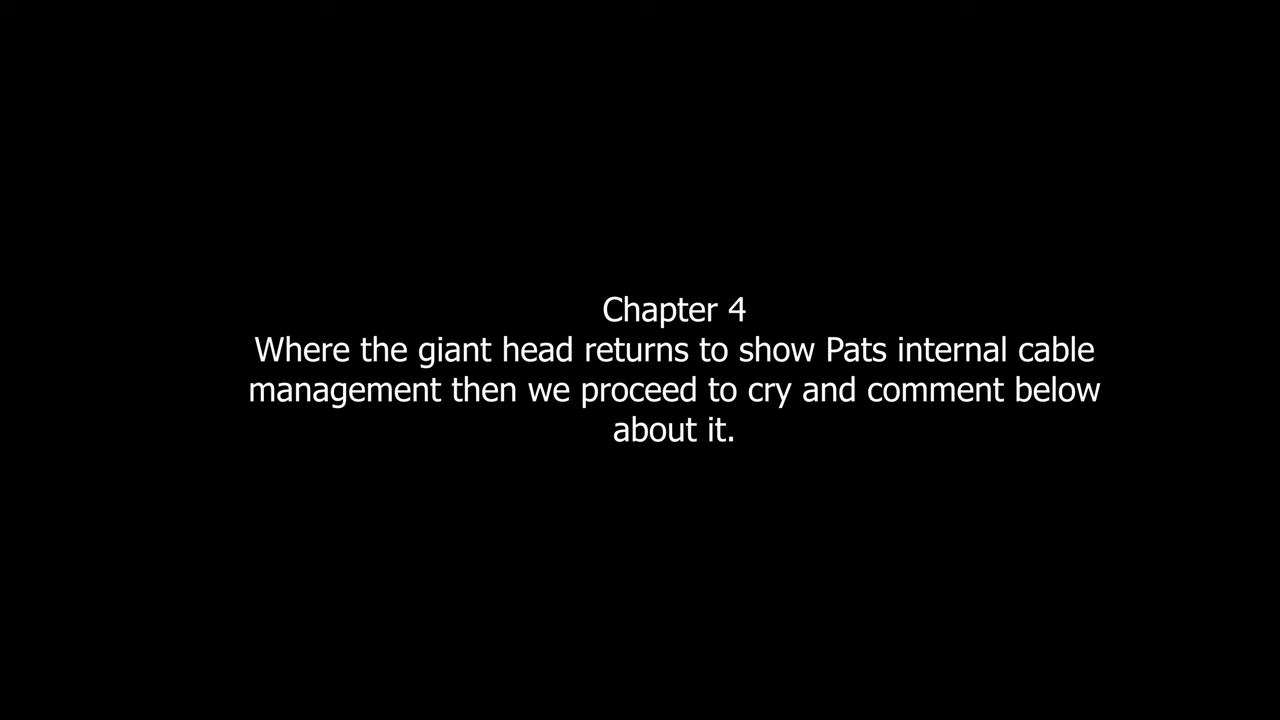 Chapter 4
Where the giant head returns to show Pats internal cable
management then we proceed to cry and comment below
about it.